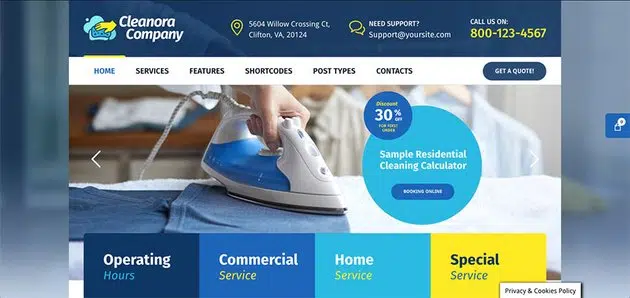 Cleanora
Company
5604 Willow Crossing Ct,
Clifton, VA, 20124
NEED SUPPORT?
Support@yoursite.com
CALL US ON:
800-123-4567
HOME
SERVICES
FEATURES
SHORTCODES
POST TYPES
CONTACTS
GET A QUOTE!
0
Discount
30 % OFF
FOR FIRST
ORDER
Sample Residential
Cleaning Calculator
BOOKING ONLINE
Operating
Hours
Commercial
Service
Home
Service
Special
Service
Privacy & Cookies Policy